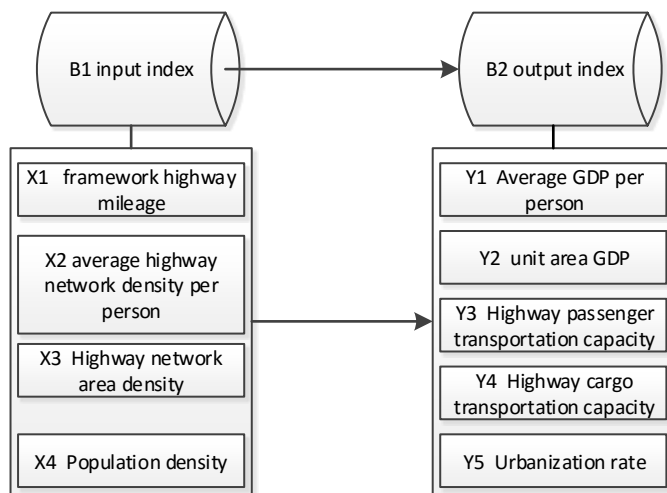 B1 input index
B2 output index
X1 framework highway
mileage
X2 average highway
network density per
person
X3 Highway network
area density
X4 Population density
Y1 Average GDP per
person
Y2 unit area GDP
Y3 Highway passenger
transportation capacity
Y4 Highway cargo
transportation capacity
Y5 Urbanization rate